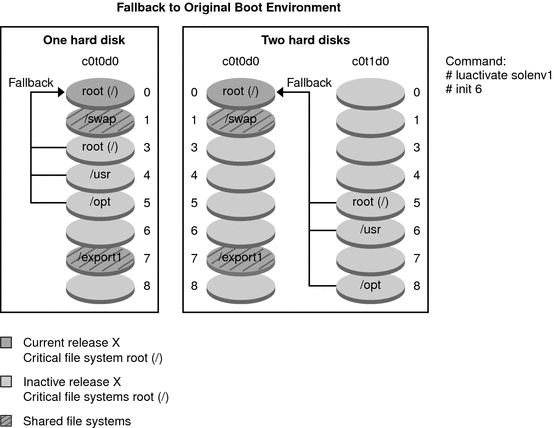 Fallback to Original Boot Environment
One hard disk
c0t0d0
Fallback
root (/) 0
/swap 1
root (/) 3
/usr 4
/opt 5
6
/export1 7
8
Two hard disks
c0t0d0 c0t1d0
Fallback
0 root (/) 0
1 /swap 1
3 3
4 4
5 root (/) 5
6 /usr 6
7 /export1 7
8 /opt 8
Command:
# luactivate solenv1
# init 6
Current release X
Critical file system root (/)
Inactive release X
Critical file systems root (/)
Shared file systems